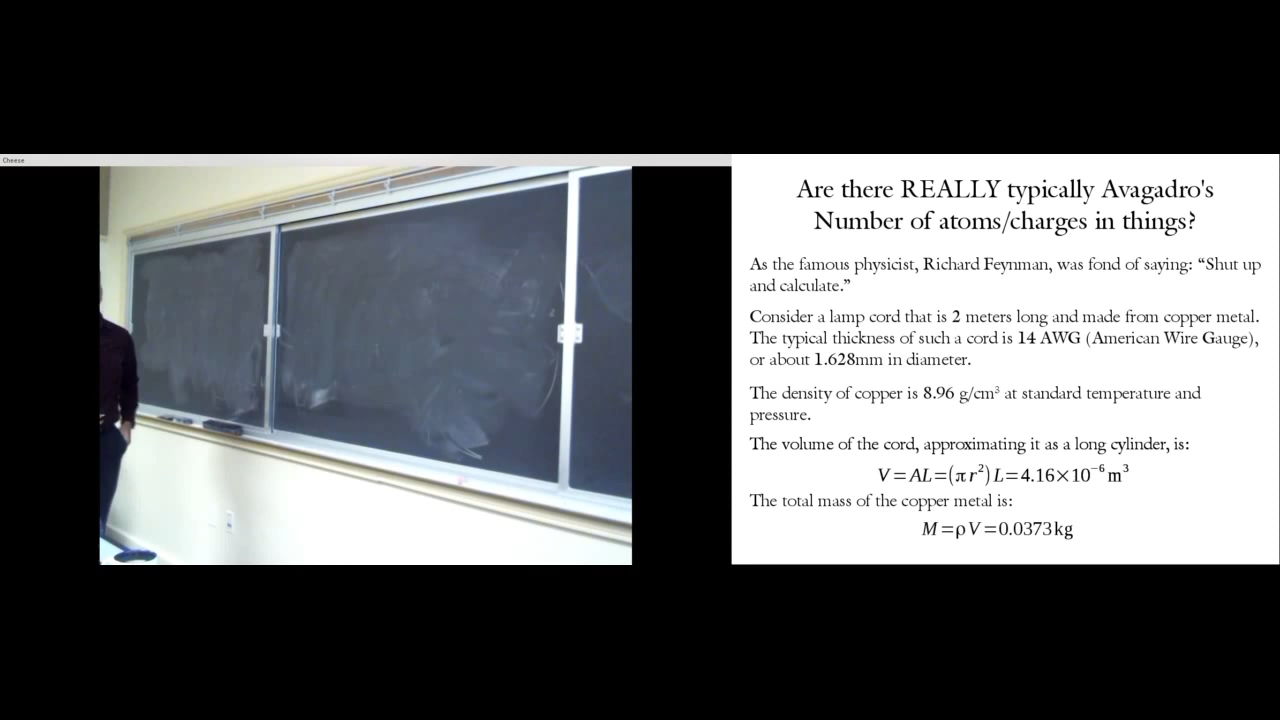 Cheese
Are there REALLY typically Avagadro's
Number of atoms/charges in things?
As the famous physicist, Richard Feynman, was fond of saying: “Shut up
and calculate.”
Consider a lamp cord that is 2 meters long and made from copper metal.
The typical thickness of such a cord is 14 AWG (American Wire Gauge),
or about 1.628mm in diameter.
The density of copper is 8.96 g/cm³ at standard temperature and
pressure.
The volume of the cord, approximating it as a long cylinder, is:
V=AL=(πr²)L=4.16×10⁻⁶m³
The total mass of the copper metal is:
M=ρV=0.0373kg